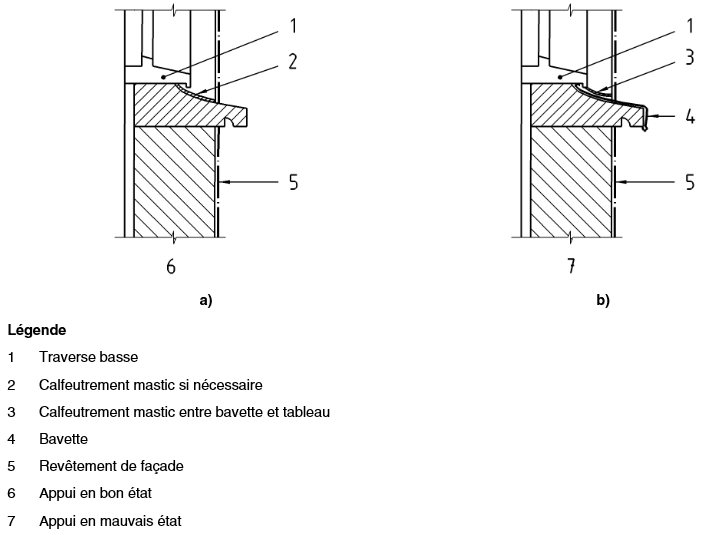 1
2
5
6
a)
1
3
4
5
7
b)
Légende
1 Traverse basse
2 Calfeutrement mastic si nécessaire
3 Calfeutrement mastic entre bavette et tableau
4 Bavette
5 Revêtement de façade
6 Appui en bon état
7 Appui en mauvais état